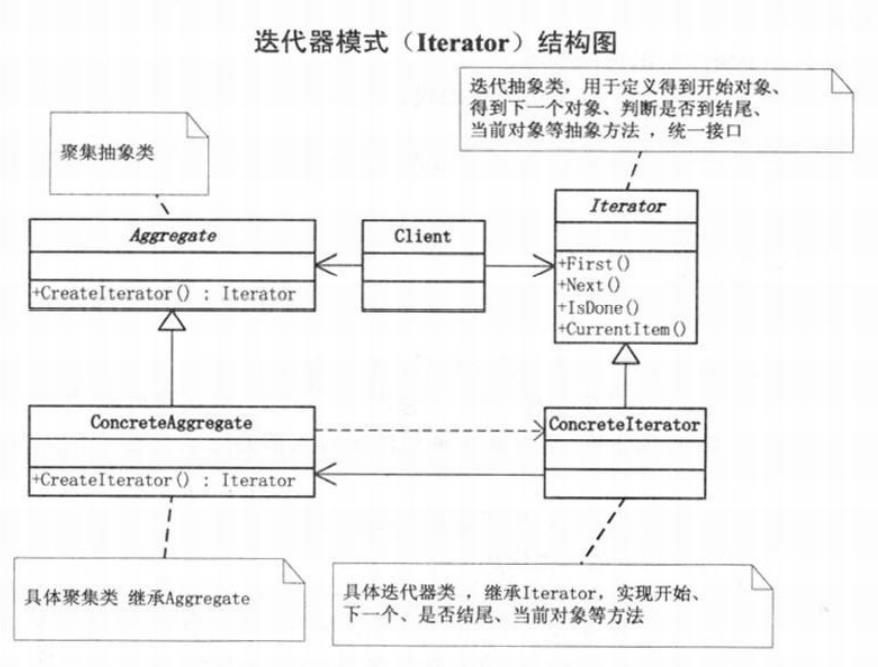 迭代器模式（Iterator）结构图
迭代抽象类，用于定义得到开始对象、
得到下一个对象、判断是否到结尾、
当前对象等抽象方法，统一接口
聚集抽象类
Aggregate
+CreateIterator() : Iterator
Client
Iterator
+First()
+Next()
+IsDone()
+CurrentItem()
ConcreteAggregate
+CreateIterator() : Iterator
ConcreteIterator
具体聚集类 继承Aggregate
具体迭代器类，继承Iterator，实现开始、
下一个、是否结尾、当前对象等方法